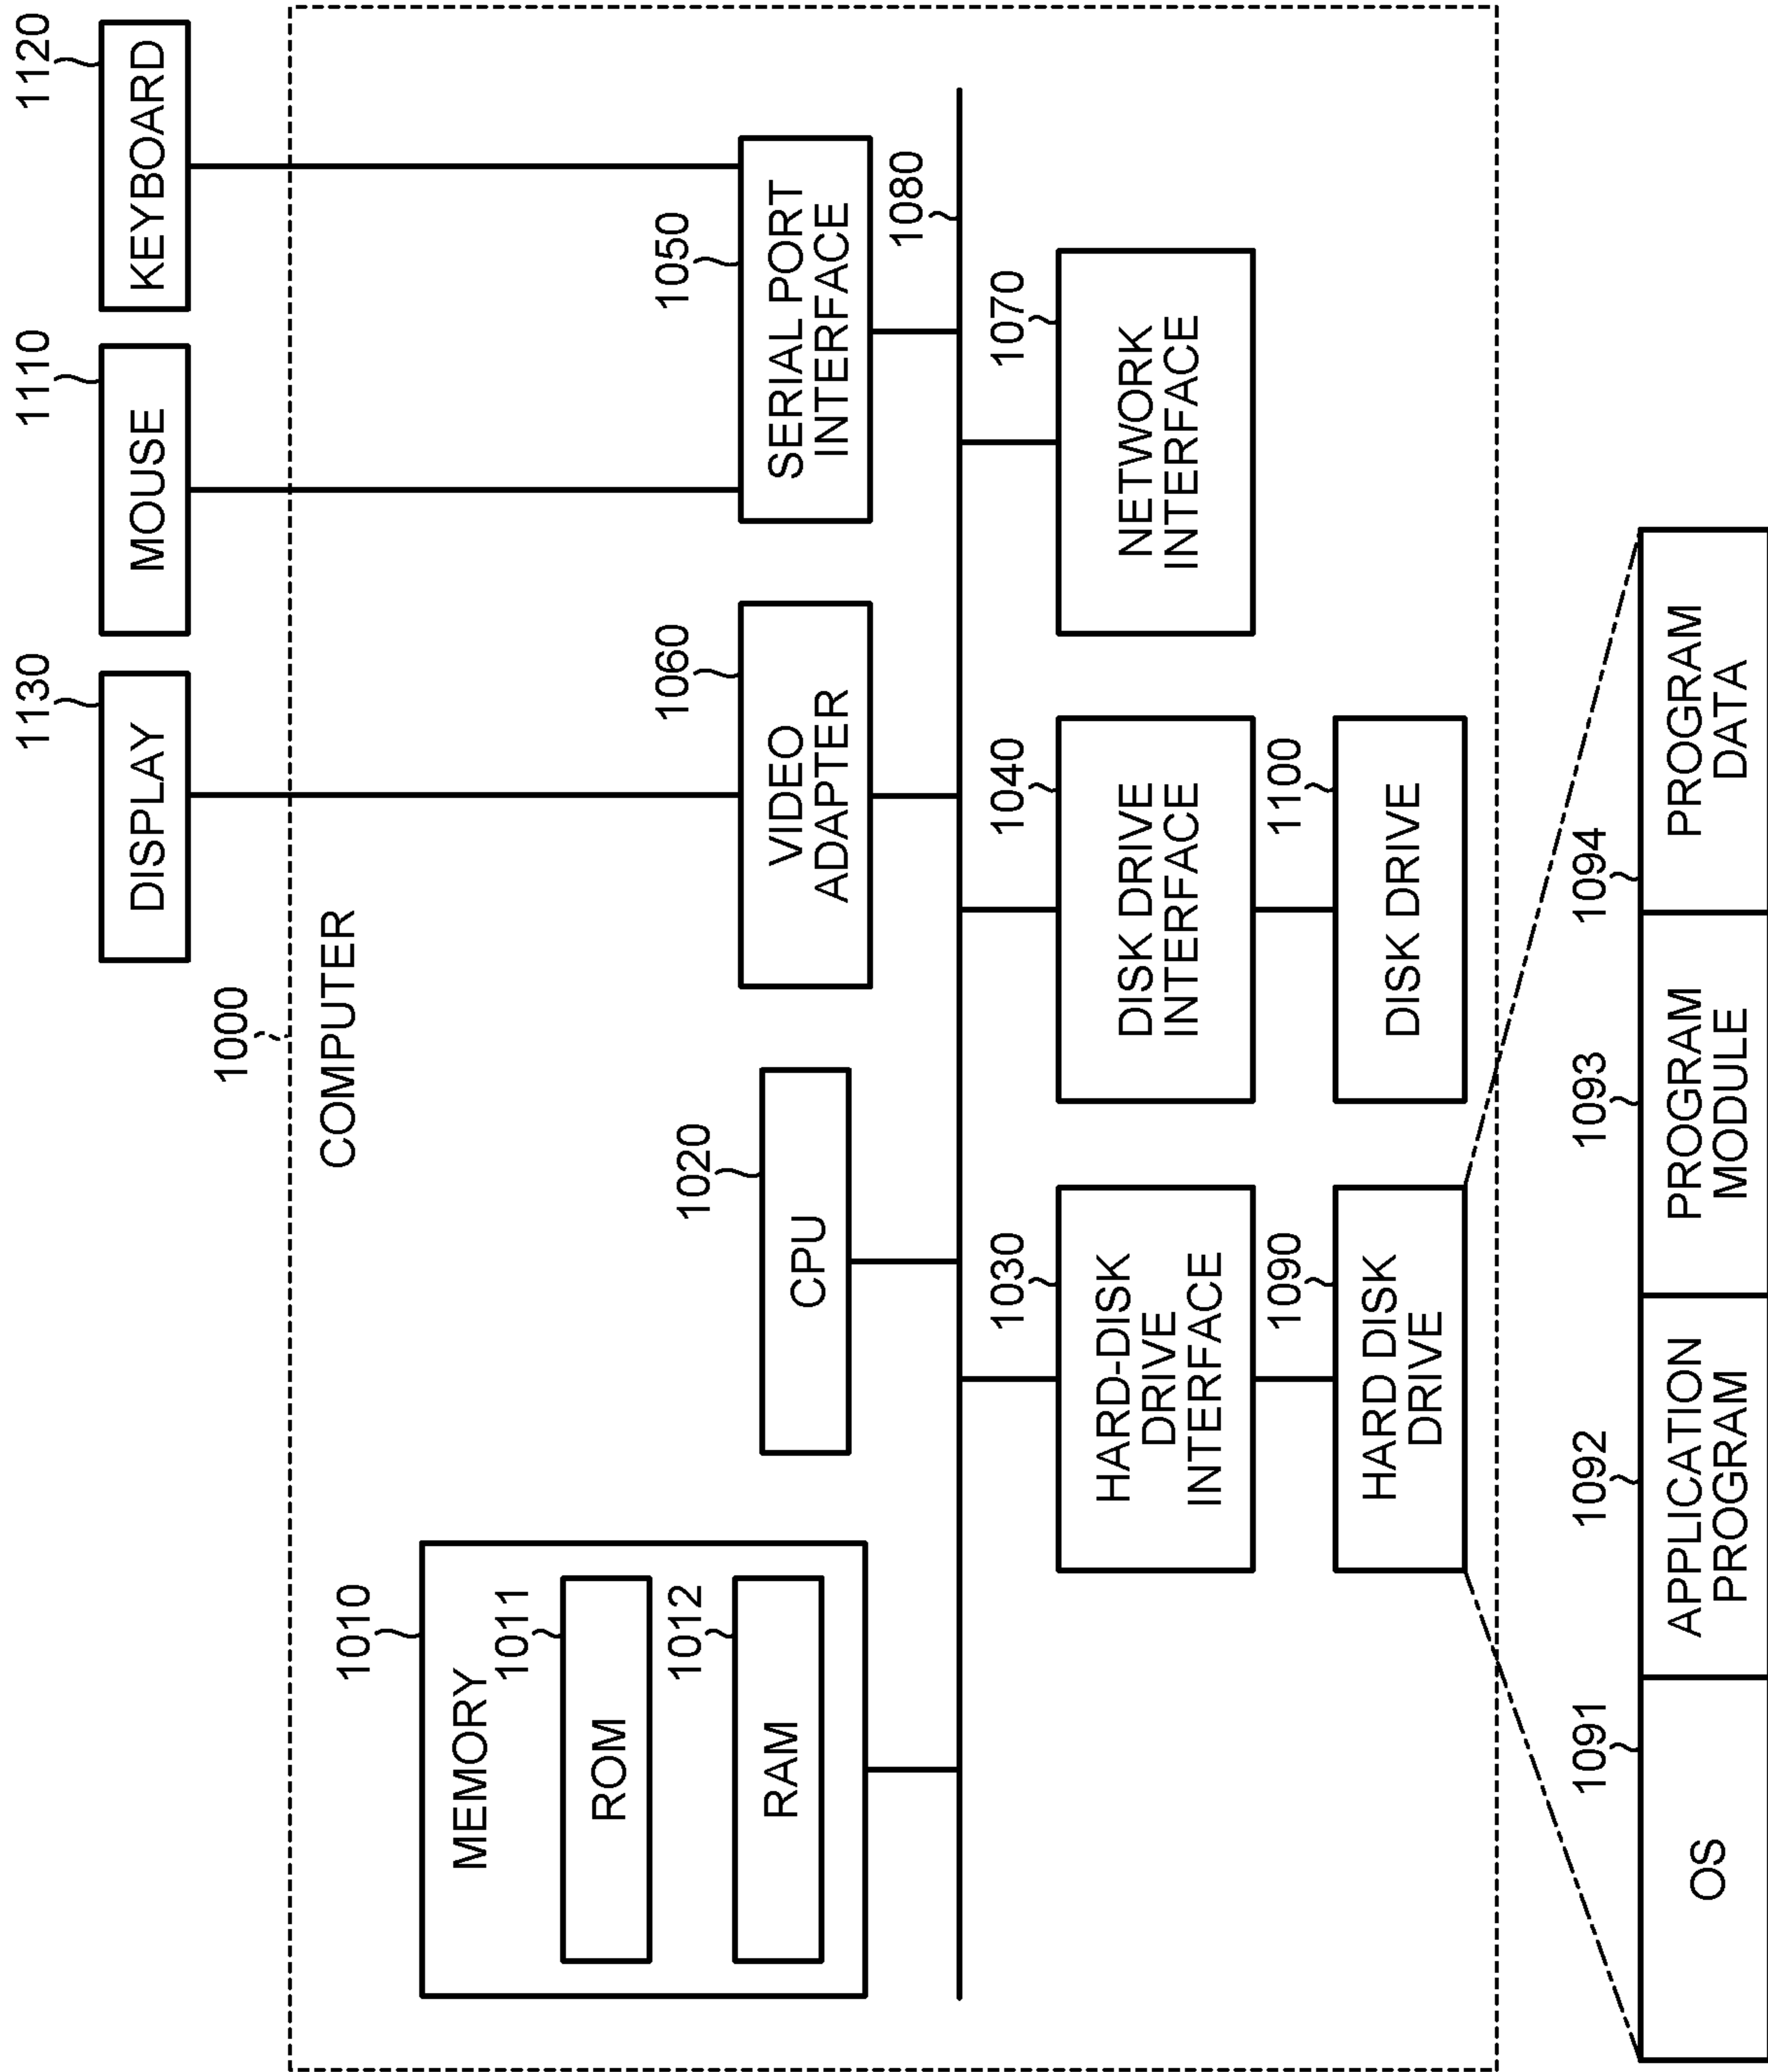 1130
1110
1120
DISPLAY
MOUSE
KEYBOARD
1000
COMPUTER
1010
MEMORY
1011
ROM
1012
RAM
1020
CPU
1060
VIDEO
ADAPTER
1050
SERIAL PORT
INTERFACE
1080
1030
HARD-DISK
DRIVE
INTERFACE
1040
DISK DRIVE
INTERFACE
1070
NETWORK
INTERFACE
1090
HARD DISK
DRIVE
1100
DISK DRIVE
1091
OS
1092
APPLICATION
PROGRAM
1093
PROGRAM
MODULE
1094
PROGRAM
DATA